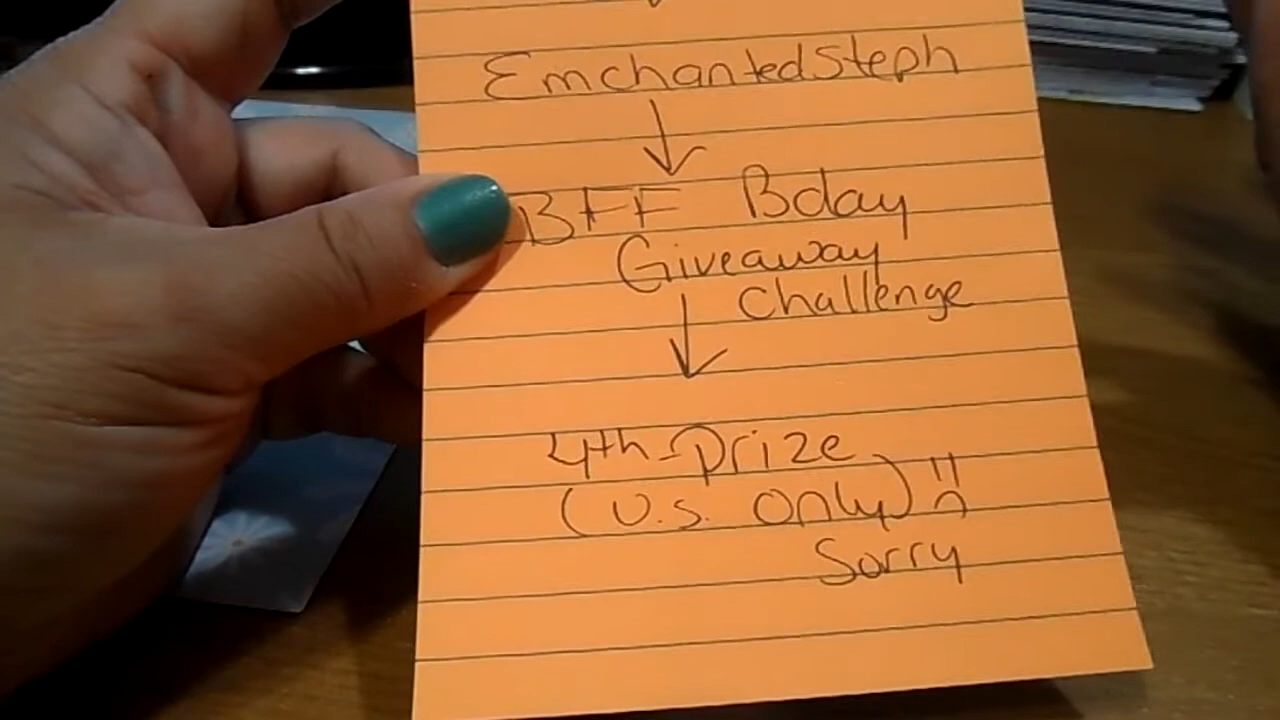 EmchantedSteph
BFF Bday
Giveaway
Challenge
4th-Prize
(U.S. Only)
Sorry